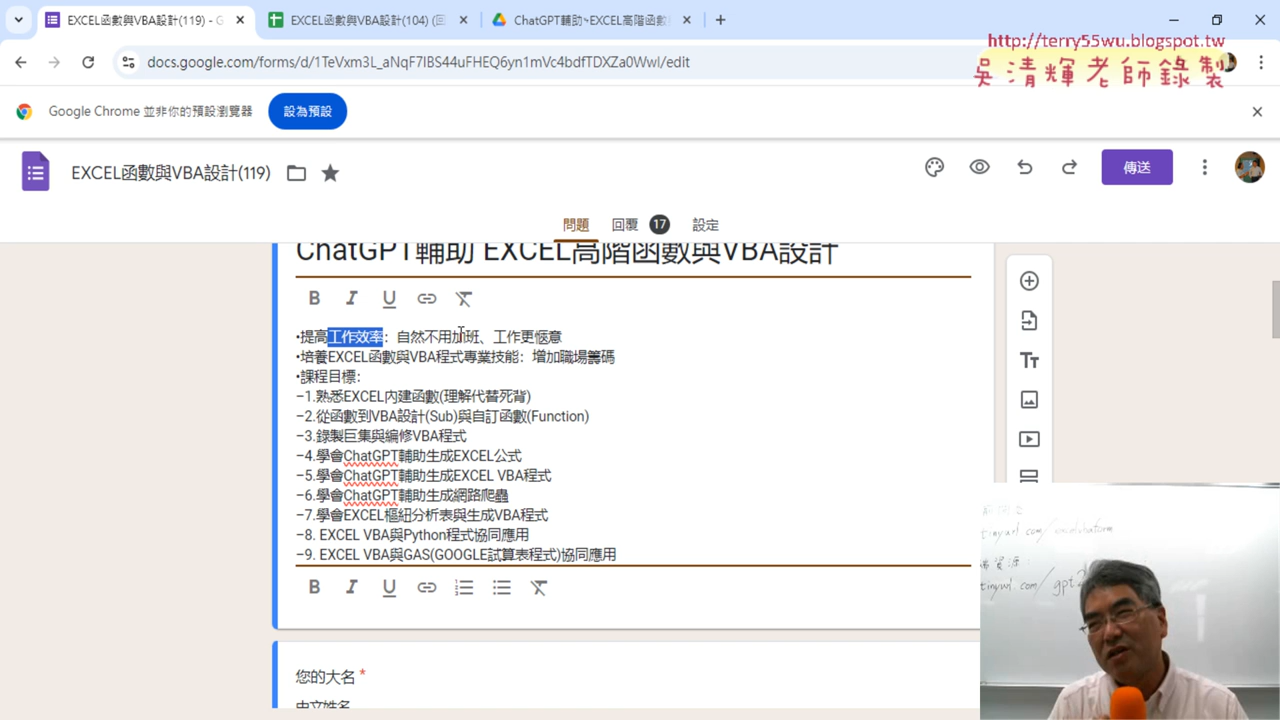 EXCEL函數與VBA設計(119) - G
EXCEL函數與VBA設計(104) (回
ChatGPT輔助~EXCEL高階函數
docs.google.com/forms/d/1TeVxm3L_aNqF7IBS44uFHEQ6yn1mVc4bdfTDXZa0WwI/edit
http://terry55wu.blogspot.tw
吳清輝老師錄製
Google Chrome 並非你的預設瀏覽器
設為預設
EXCEL函數與VBA設計(119)
傳送
問題
回覆 17
設定
ChatGPT輔助 EXCEL高階函數與VBA設計
•提高工作效率：自然不用加班、工作更愜意
•培養EXCEL函數與VBA程式專業技能：增加職場籌碼
•課程目標：
–1.熟悉EXCEL內建函數(理解代替死背)
–2.從函數到VBA設計(Sub)與自訂函數(Function)
–3.錄製巨集與編修VBA程式
–4.學會ChatGPT輔助生成EXCEL公式
–5.學會ChatGPT輔助生成EXCEL VBA程式
–6.學會ChatGPT輔助生成網路爬蟲
–7.學會EXCEL樞紐分析表與生成VBA程式
–8. EXCEL VBA與Python程式協同應用
–9. EXCEL VBA與GAS(GOOGLE試算表程式)協同應用
您的大名 *
中文姓名
tinyurl.com/excelvbaform
資源：
tinyurl.com/gpt